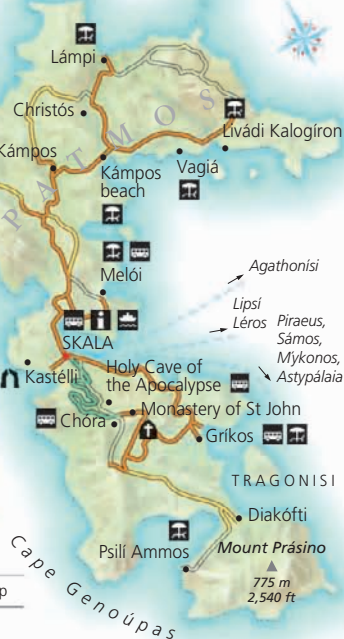 Lámpi
Christós
PATMOS
Livádi Kalogíron
Kámpos
Kámpos
beach
Vagiá
Melói
Agathonísi
Lipsí
Léros
Piraeus,
Sámos,
Mýkonos,
Astypálaia
SKALA
Kastélli
Holy Cave of
the Apocalypse
Monastery of St John
Chóra
Gríkos
TRAGONISI
Diakófti
Psilí Ammos
Mount Prásino
775 m
2,540 ft
Cape Genoúpas
p